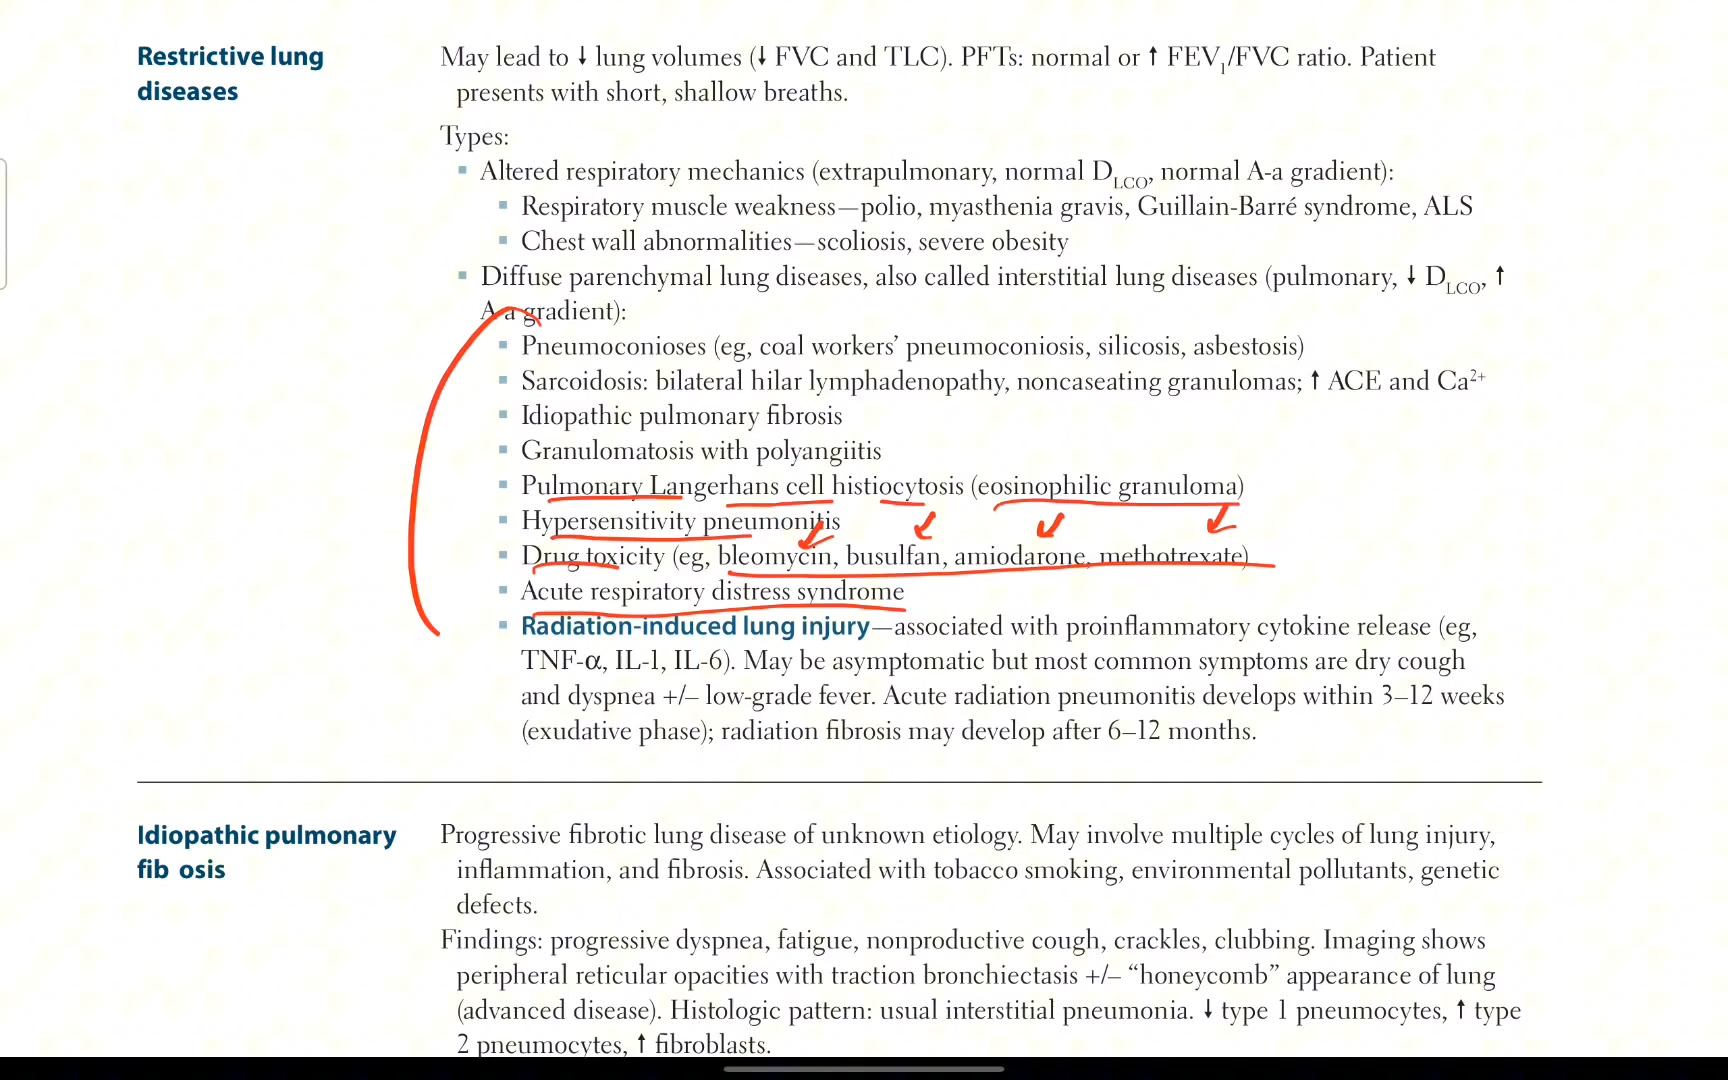 Restrictive lung
diseases
May lead to ↓ lung volumes (↓ FVC and TLC). PFTs: normal or ↑ FEV₁/FVC ratio. Patient
presents with short, shallow breaths.
Types:
▪ Altered respiratory mechanics (extrapulmonary, normal D_LCO, normal A-a gradient):
▪ Respiratory muscle weakness—polio, myasthenia gravis, Guillain-Barré syndrome, ALS
▪ Chest wall abnormalities—scoliosis, severe obesity
▪ Diffuse parenchymal lung diseases, also called interstitial lung diseases (pulmonary, ↓ D_LCO, ↑
A-a gradient):
▪ Pneumoconioses (eg, coal workers’ pneumoconiosis, silicosis, asbestosis)
▪ Sarcoidosis: bilateral hilar lymphadenopathy, noncaseating granulomas; ↑ ACE and Ca²⁺
▪ Idiopathic pulmonary fibrosis
▪ Granulomatosis with polyangiitis
▪ Pulmonary Langerhans cell histiocytosis (eosinophilic granuloma)
▪ Hypersensitivity pneumonitis
▪ Drug toxicity (eg, bleomycin, busulfan, amiodarone, methotrexate)
▪ Acute respiratory distress syndrome
▪ Radiation-induced lung injury—associated with proinflammatory cytokine release (eg,
TNF-α, IL-1, IL-6). May be asymptomatic but most common symptoms are dry cough
and dyspnea +/– low-grade fever. Acute radiation pneumonitis develops within 3–12 weeks
(exudative phase); radiation fibrosis may develop after 6–12 months.
Idiopathic pulmonary
fib osis
Progressive fibrotic lung disease of unknown etiology. May involve multiple cycles of lung injury,
inflammation, and fibrosis. Associated with tobacco smoking, environmental pollutants, genetic
defects.
Findings: progressive dyspnea, fatigue, nonproductive cough, crackles, clubbing. Imaging shows
peripheral reticular opacities with traction bronchiectasis +/– “honeycomb” appearance of lung
(advanced disease). Histologic pattern: usual interstitial pneumonia. ↓ type 1 pneumocytes, ↑ type
2 pneumocytes, ↑ fibroblasts.